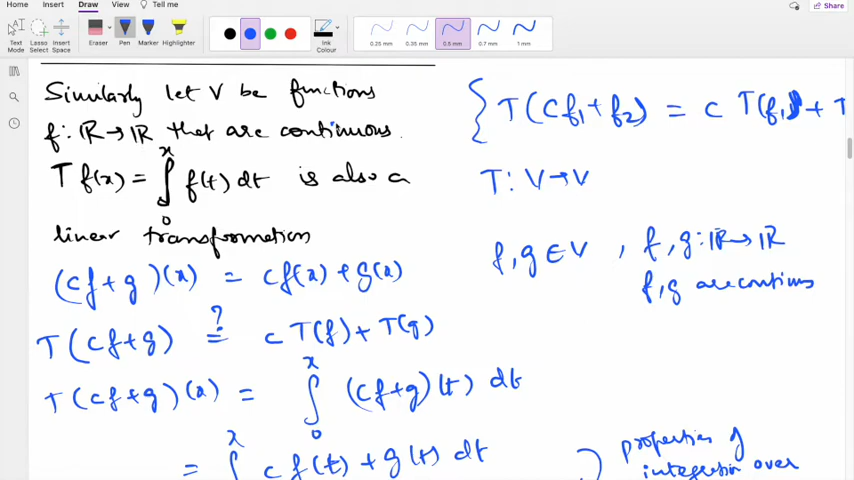 Home Insert Draw View Tell me
Share
Text Mode
Lasso Select
Insert Space
Eraser
Pen
Marker
Highlighter
Ink Color
0.25 mm
0.35 mm
0.5 mm
0.7 mm
1 mm
Similarly let V be functions
f: ℝ→ℝ that are continuous.
T f(x) = ∫₀ˣ f(t) dt is also a
linear transformation
(cf+g)(x) = cf(x)+g(x)
T(cf+g) ?= c T(f) + T(g)
T(cf+g)(x) = ∫₀ˣ (cf+g)(t) dt
= ∫ˣ c f(t) + g(t) dt
{ T(cf₁+f₂) = c T(f₁) + T
T: V→V
f,g ∈ V , f,g: ℝ→ℝ
f,g are continuous
properties of
integration over